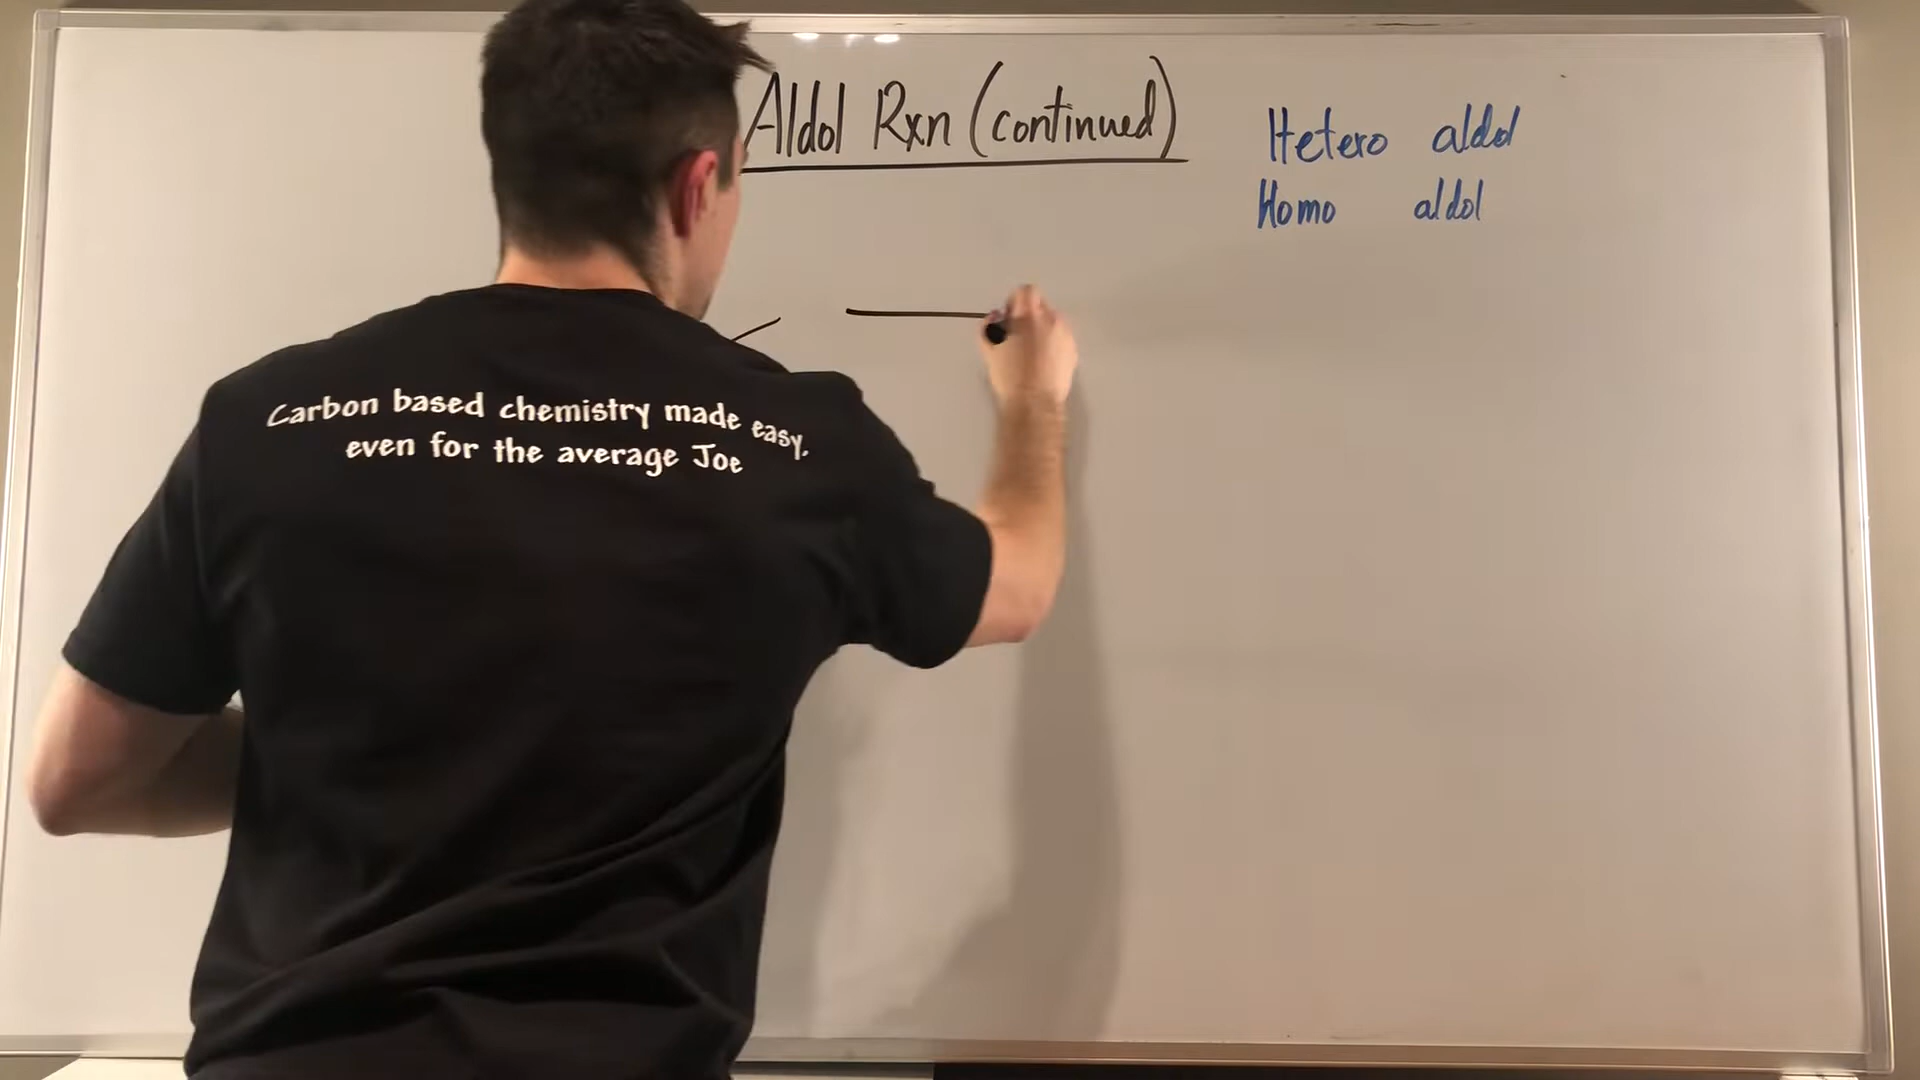 Aldol Rxn (continued)
Hetero aldol
Homo aldol
Carbon based chemistry made easy,
even for the average Joe